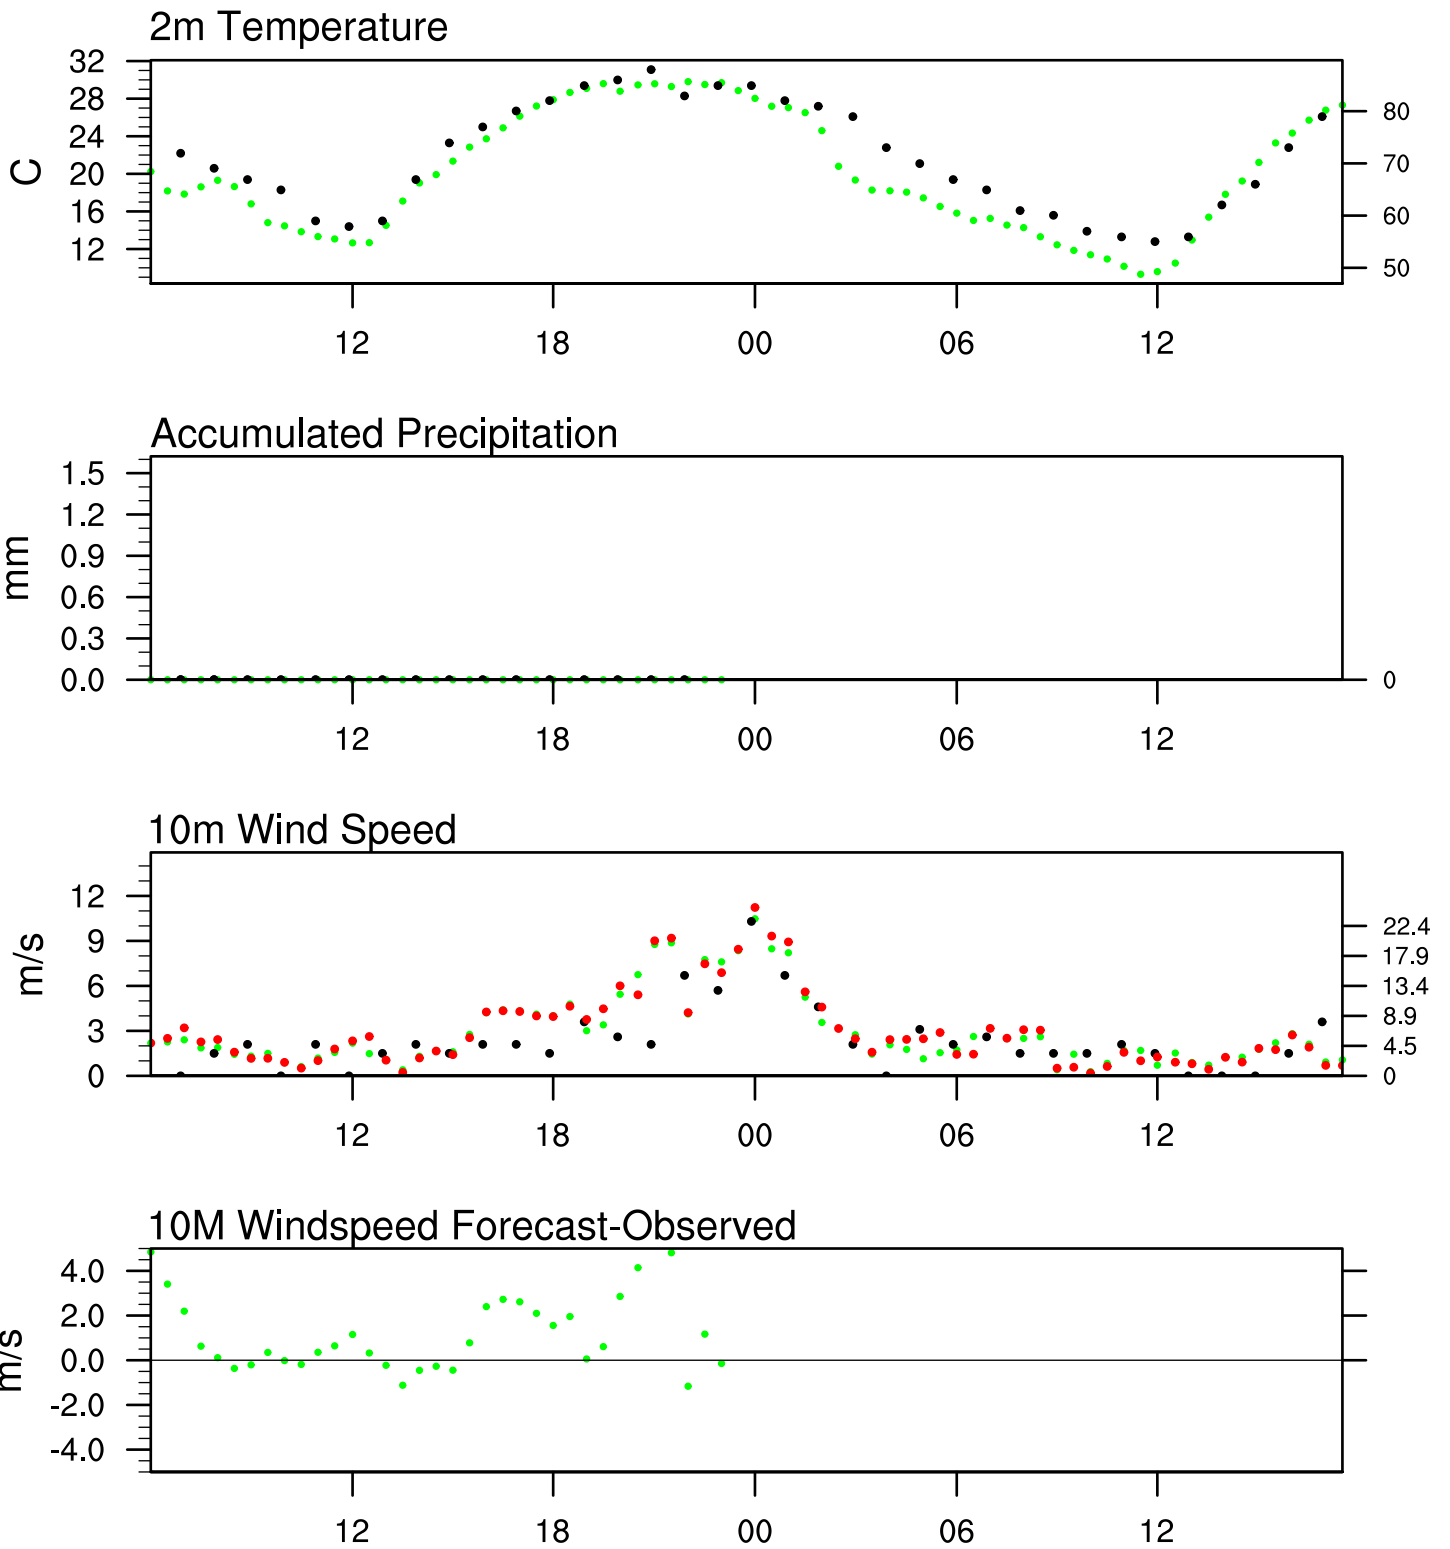 2m Temperature
32
28
24
20
16
12
C
80
70
60
50
12 18 00 06 12
Accumulated Precipitation
1.5
1.2
0.9
0.6
0.3
0.0
mm
0
12 18 00 06 12
10m Wind Speed
12
9
6
3
0
m/s
22.4
17.9
13.4
8.9
4.5
0
12 18 00 06 12
10M Windspeed Forecast-Observed
4.0
2.0
0.0
-2.0
-4.0
m/s
12 18 00 06 12